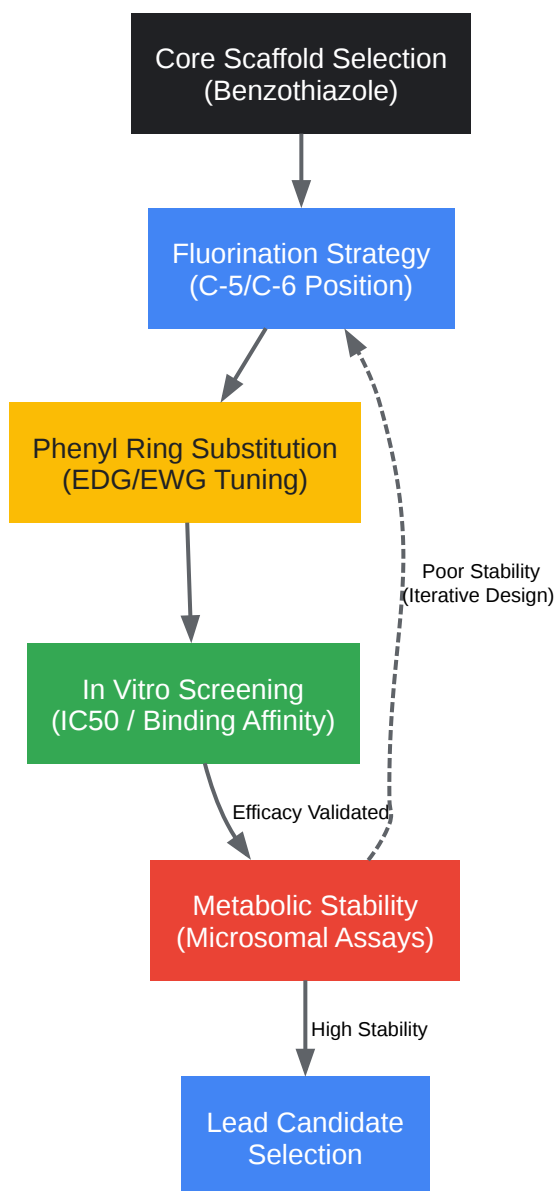 Core Scaffold Selection
(Benzothiazole)
Fluorination Strategy
(C-5/C-6 Position)
Phenyl Ring Substitution
(EDG/EWG Tuning)
Poor Stability
(Iterative Design)
In Vitro Screening
(IC50 / Binding Affinity)
Efficacy Validated
Metabolic Stability
(Microsomal Assays)
High Stability
Lead Candidate
Selection